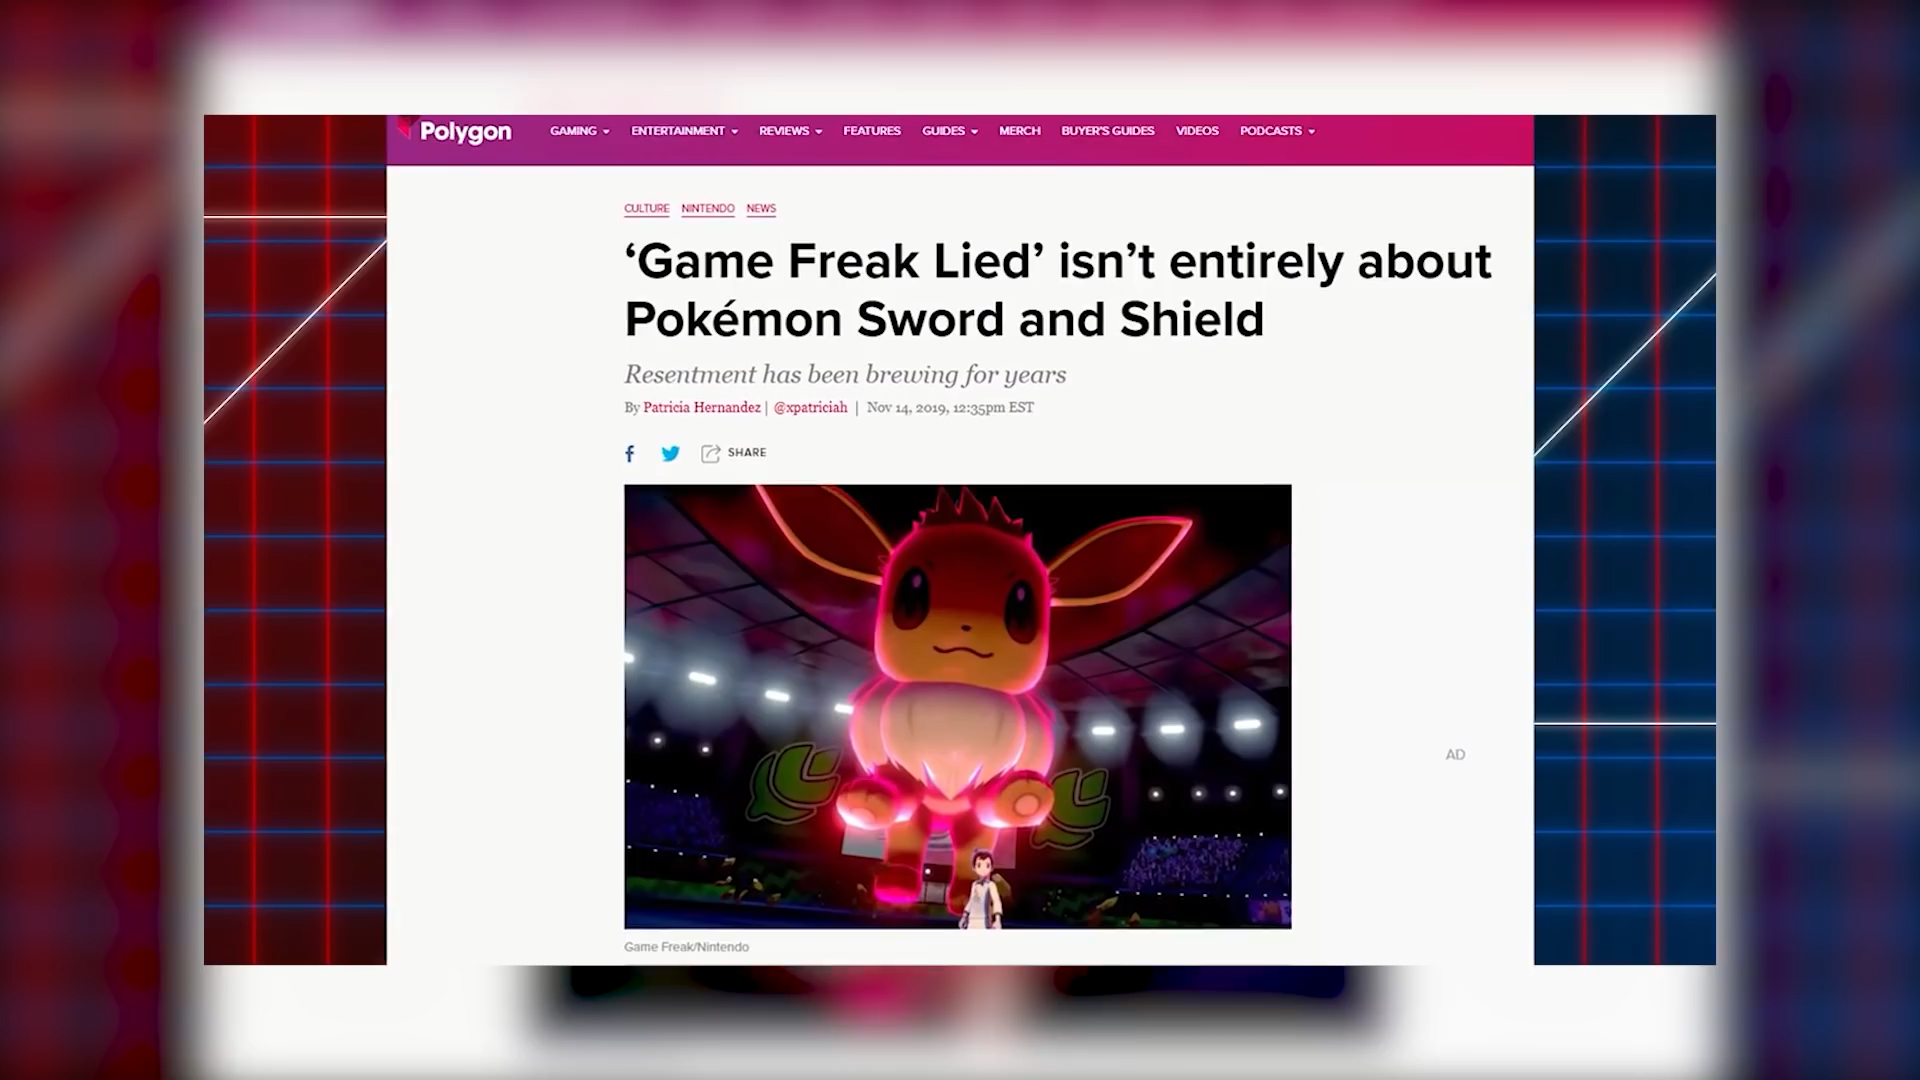 Polygon
GAMING
ENTERTAINMENT
REVIEWS
FEATURES
GUIDES
MERCH
BUYER'S GUIDES
VIDEOS
PODCASTS
CULTURE NINTENDO NEWS
‘Game Freak Lied’ isn’t entirely about
Pokémon Sword and Shield
Resentment has been brewing for years
By Patricia Hernandez | @xpatriciah | Nov 14, 2019, 12:35pm EST
f SHARE
AD
Game Freak/Nintendo